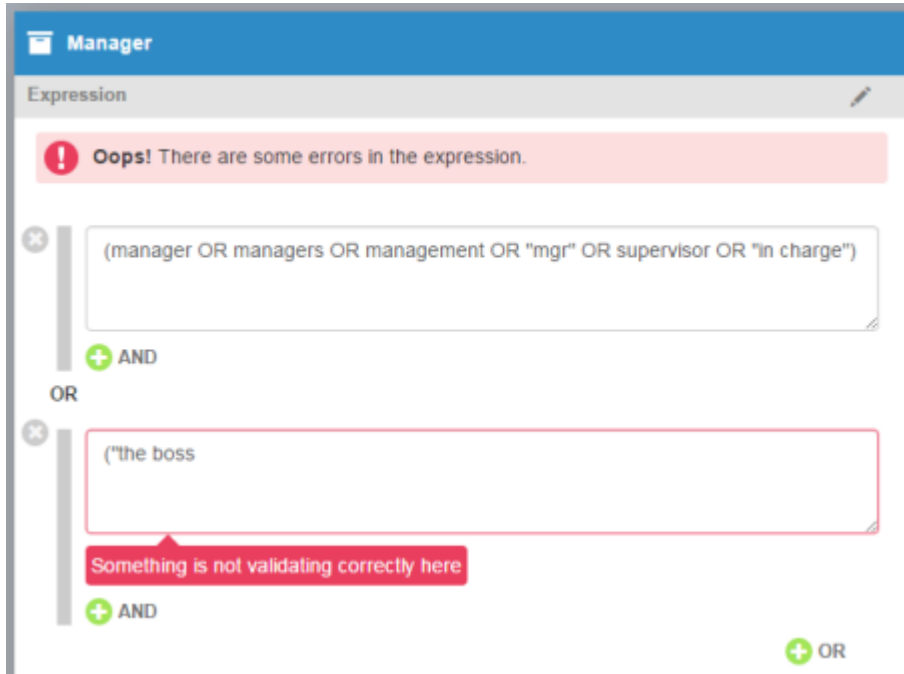 Manager
Expression
Oops! There are some errors in the expression.
(manager OR managers OR management OR "mgr" OR supervisor OR "in charge")
AND
OR
("the boss
Something is not validating correctly here
AND
OR